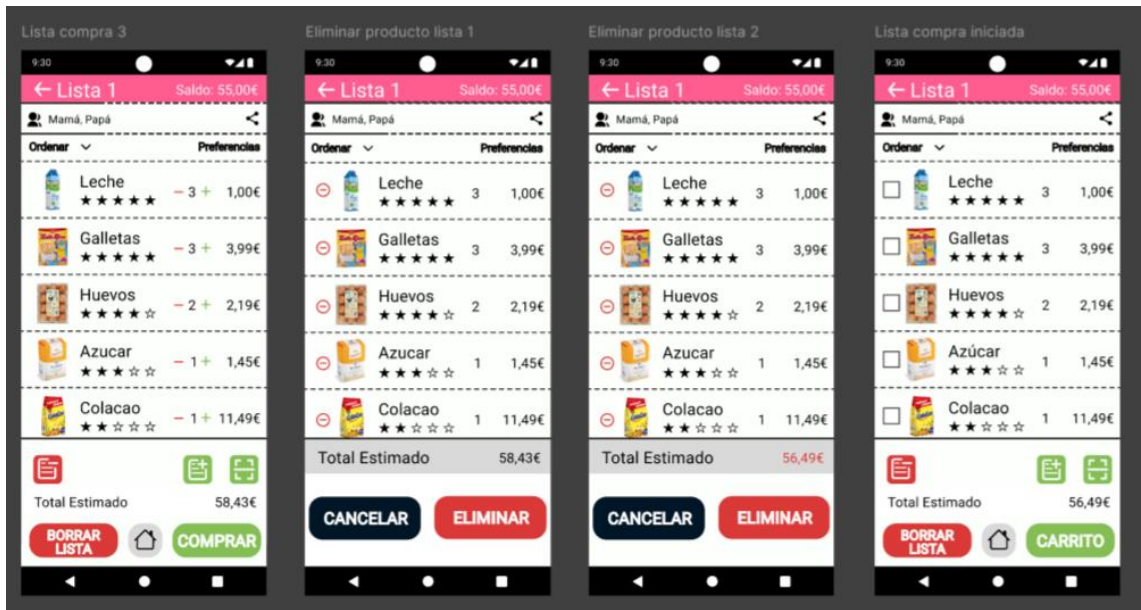 Lista compra 3
9:30
Lista 1 Saldo: 55,00€
Mamá, Papá
Ordenar Preferencias
Leche
- 3 + 1,00€
Galletas
- 3 + 3,99€
Huevos
- 2 + 2,19€
Azucar
- 1 + 1,45€
Colacao
- 1 + 11,49€
Total Estimado 58,43€
BORRAR
LISTA
COMPRAR
Eliminar producto lista 1
9:30
Lista 1 Saldo: 55,00€
Mamá, Papá
Ordenar Preferencias
Leche
3 1,00€
Galletas
3 3,99€
Huevos
2 2,19€
Azucar
1 1,45€
Colacao
1 11,49€
Total Estimado 58,43€
CANCELAR ELIMINAR
Eliminar producto lista 2
9:30
Lista 1 Saldo: 55,00€
Mamá, Papá
Ordenar Preferencias
Leche
3 1,00€
Galletas
3 3,99€
Huevos
2 2,19€
Azucar
1 1,45€
Colacao
1 11,49€
Total Estimado 56,49€
CANCELAR ELIMINAR
Lista compra iniciada
9:30
Lista 1 Saldo: 55,00€
Mamá, Papá
Ordenar Preferencias
Leche
3 1,00€
Galletas
3 3,99€
Huevos
2 2,19€
Azúcar
1 1,45€
Colacao
1 11,49€
Total Estimado 56,49€
BORRAR
LISTA
CARRITO